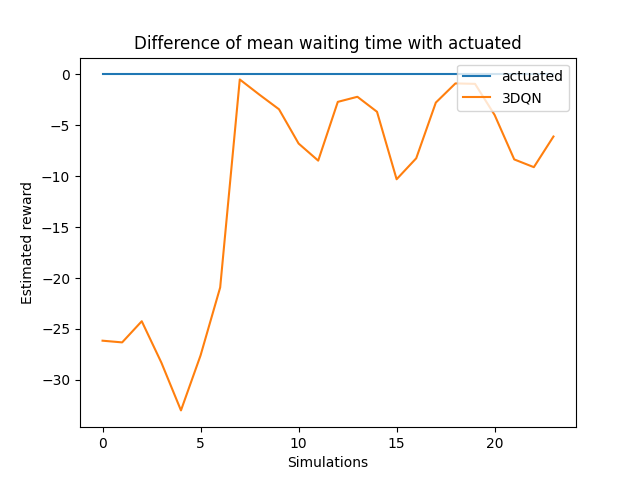 Difference of mean waiting time with actuated
actuated
3DQN
0
−5
−10
−15
−20
−25
−30
Estimated reward
0 5 10 15 20
Simulations